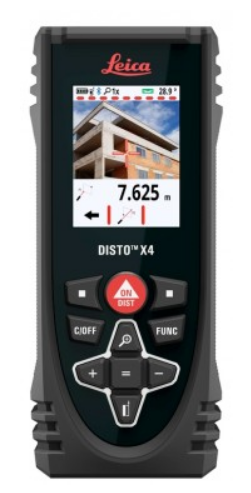 Leica
1x 28.9°
7.625 m
DISTO™ X4
ON
DIST
C/OFF FUNC
+ = -